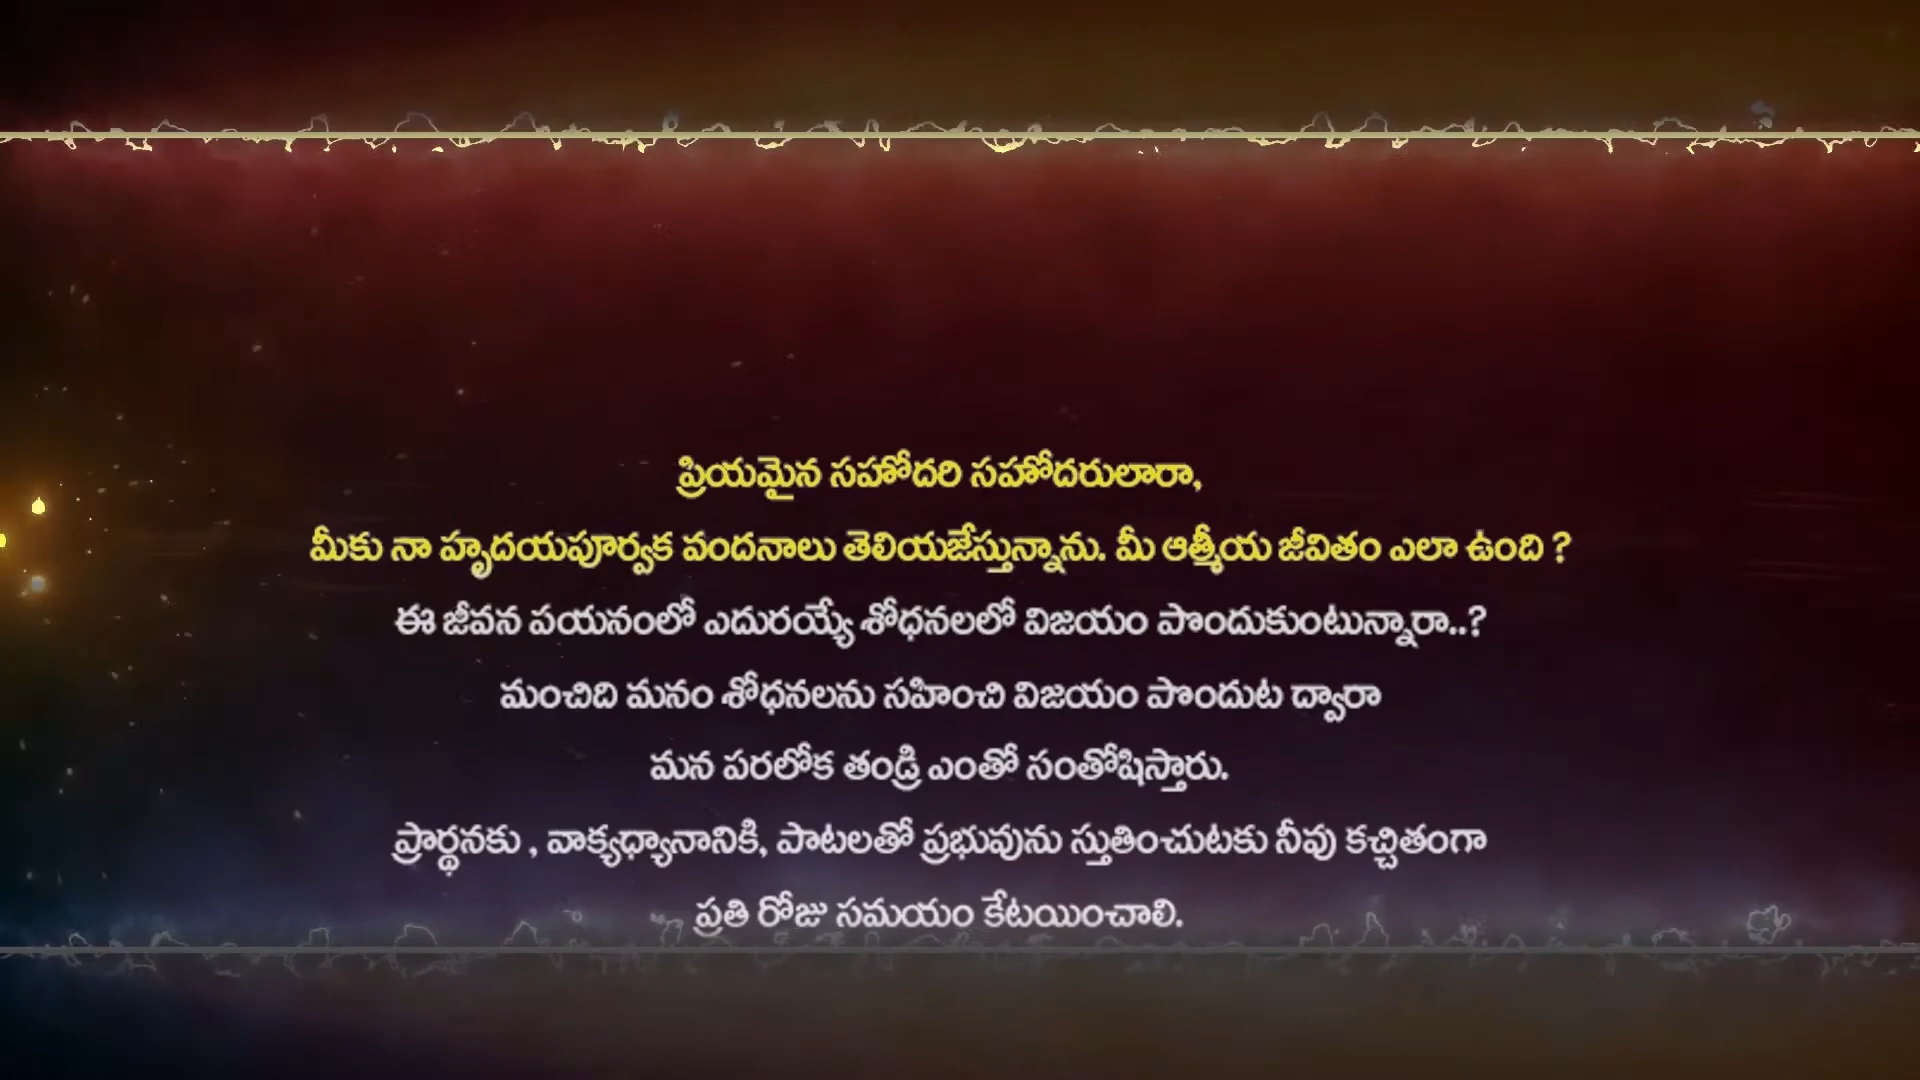 ప్రియమైన సహోదరి సహోదరులారా,
మీకు నా హృదయపూర్వక వందనాలు తెలియజేస్తున్నాను. మీ ఆత్మీయ జీవితం ఎలా ఉంది ?
ఈ జీవన పయనంలో ఎదురయ్యే శోధనలలో విజయం పొందుకుంటున్నారా..?
మంచిది మనం శోధనలను సహించి విజయం పొందుట ద్వారా
మన పరలోక తండ్రి ఎంతో సంతోషిస్తారు.
ప్రార్థనకు , వాక్యధ్యానానికి, పాటలతో ప్రభువును స్తుతించుటకు నీవు కచ్చితంగా
ప్రతి రోజు సమయం కేటయించాలి.